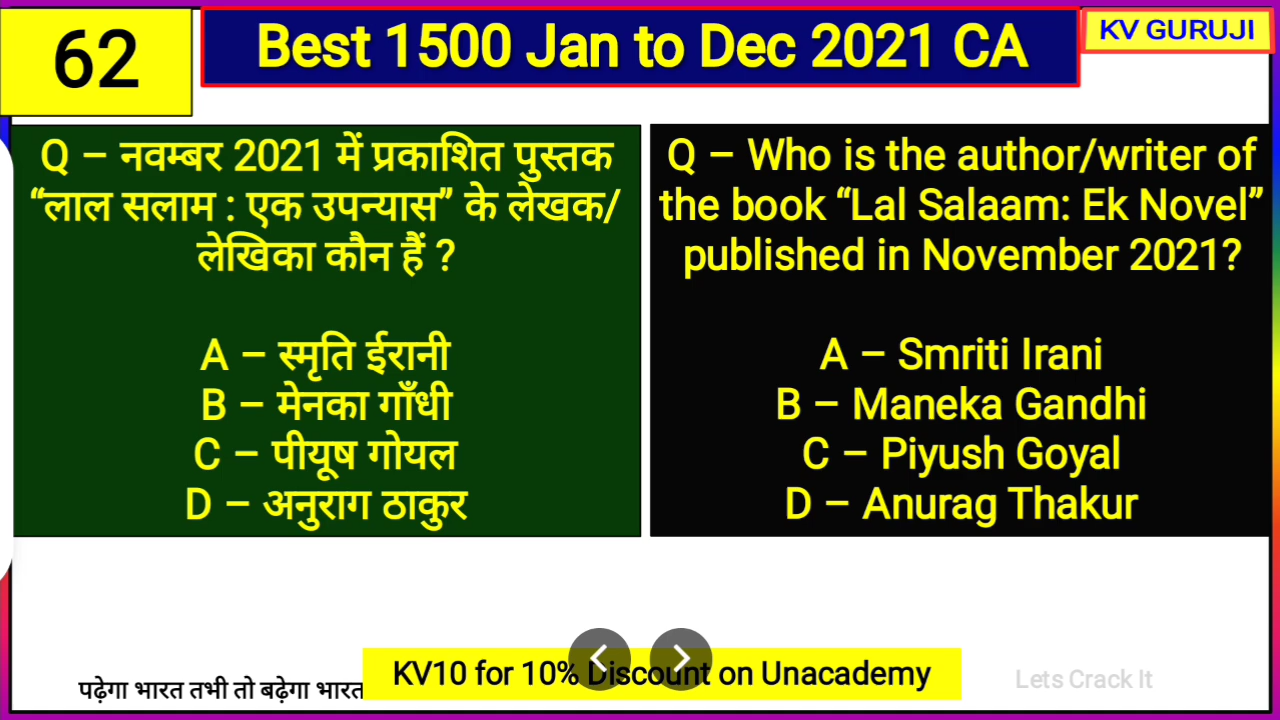 62
Best 1500 Jan to Dec 2021 CA
KV GURUJI
Q – नवम्बर 2021 में प्रकाशित पुस्तक
“लाल सलाम : एक उपन्यास” के लेखक/
लेखिका कौन हैं ?
A – स्मृति ईरानी
B – मेनका गाँधी
C – पीयूष गोयल
D – अनुराग ठाकुर
Q – Who is the author/writer of
the book “Lal Salaam: Ek Novel”
published in November 2021?
A – Smriti Irani
B – Maneka Gandhi
C – Piyush Goyal
D – Anurag Thakur
पढ़ेगा भारत तभी तो बढ़ेगा भारत
KV10 for 10% Discount on Unacademy
Lets Crack It